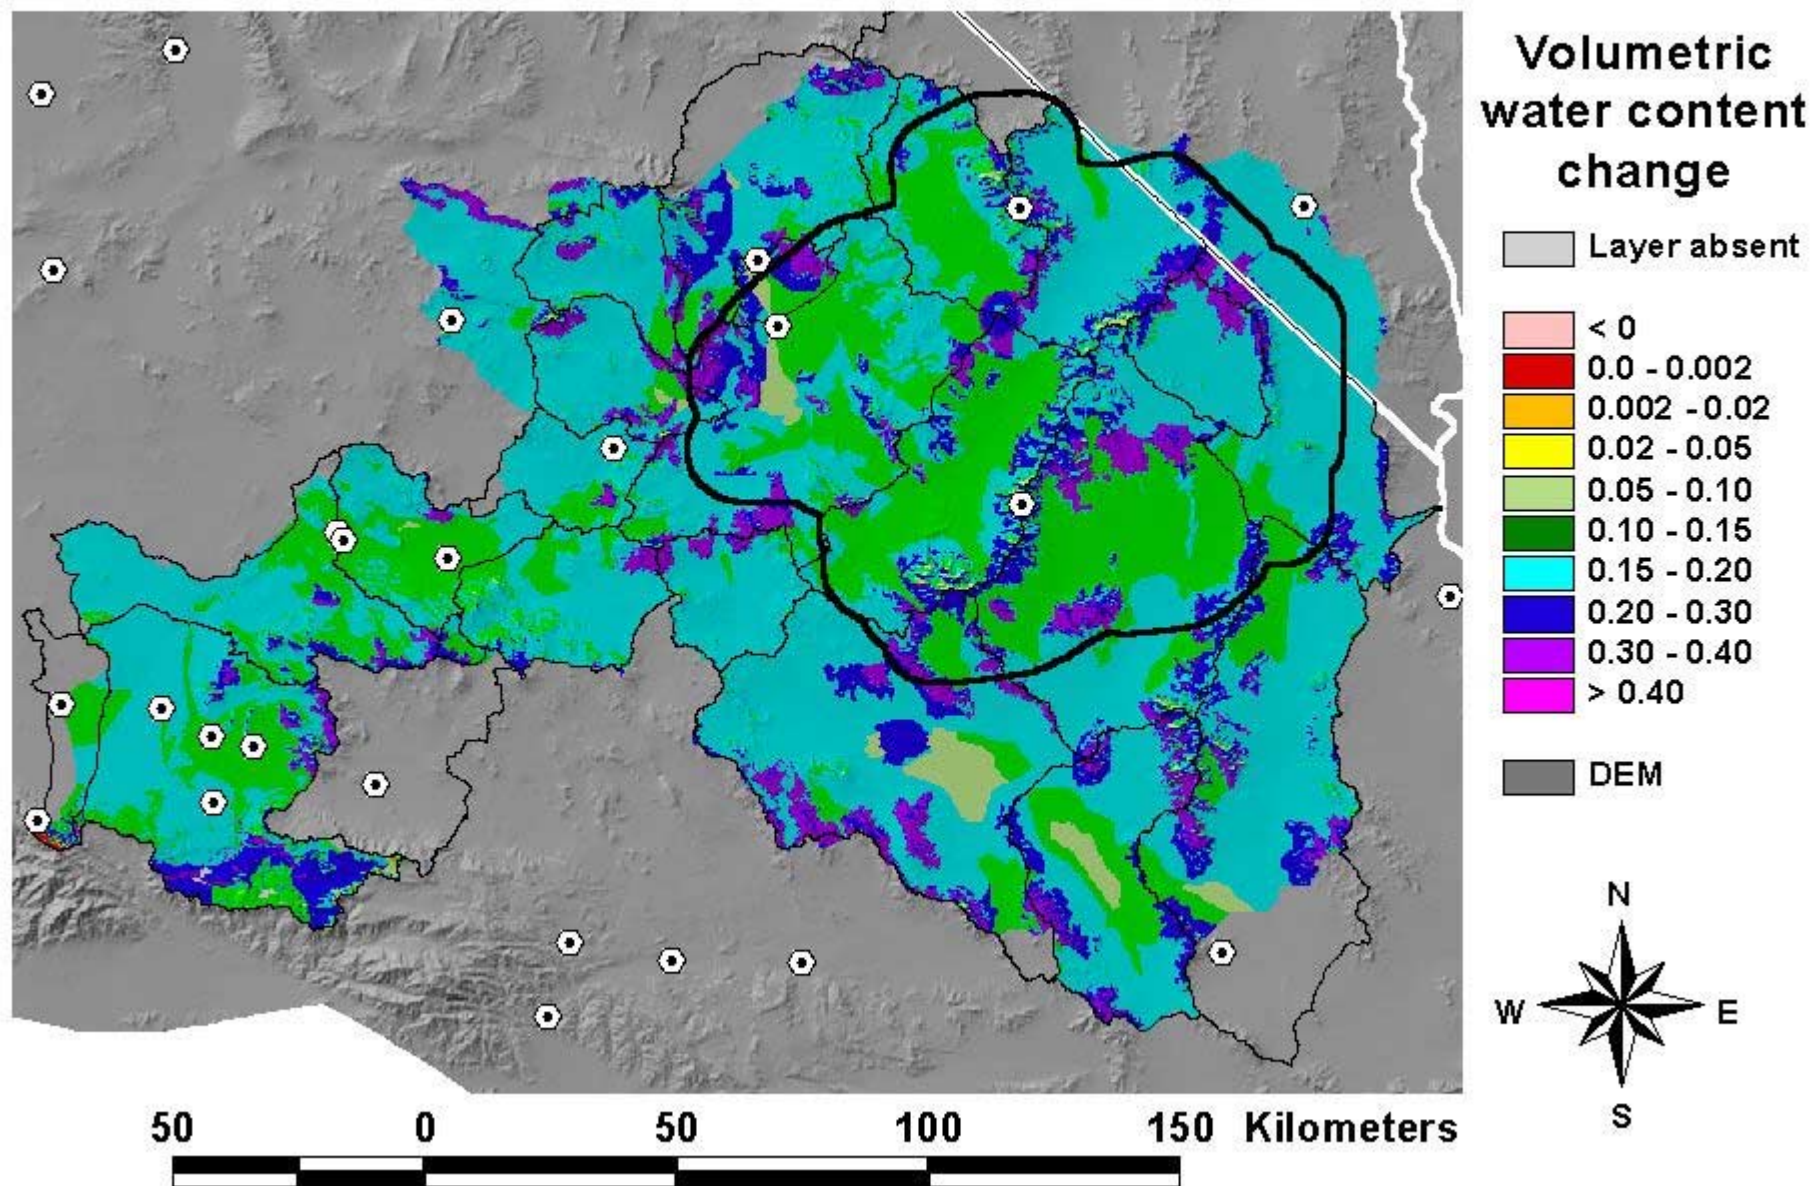 Volumetric
water content
change
Layer absent
< 0
0.0 - 0.002
0.002 - 0.02
0.02 - 0.05
0.05 - 0.10
0.10 - 0.15
0.15 - 0.20
0.20 - 0.30
0.30 - 0.40
> 0.40
DEM
N
W E
S
50 0 50 100 150 Kilometers